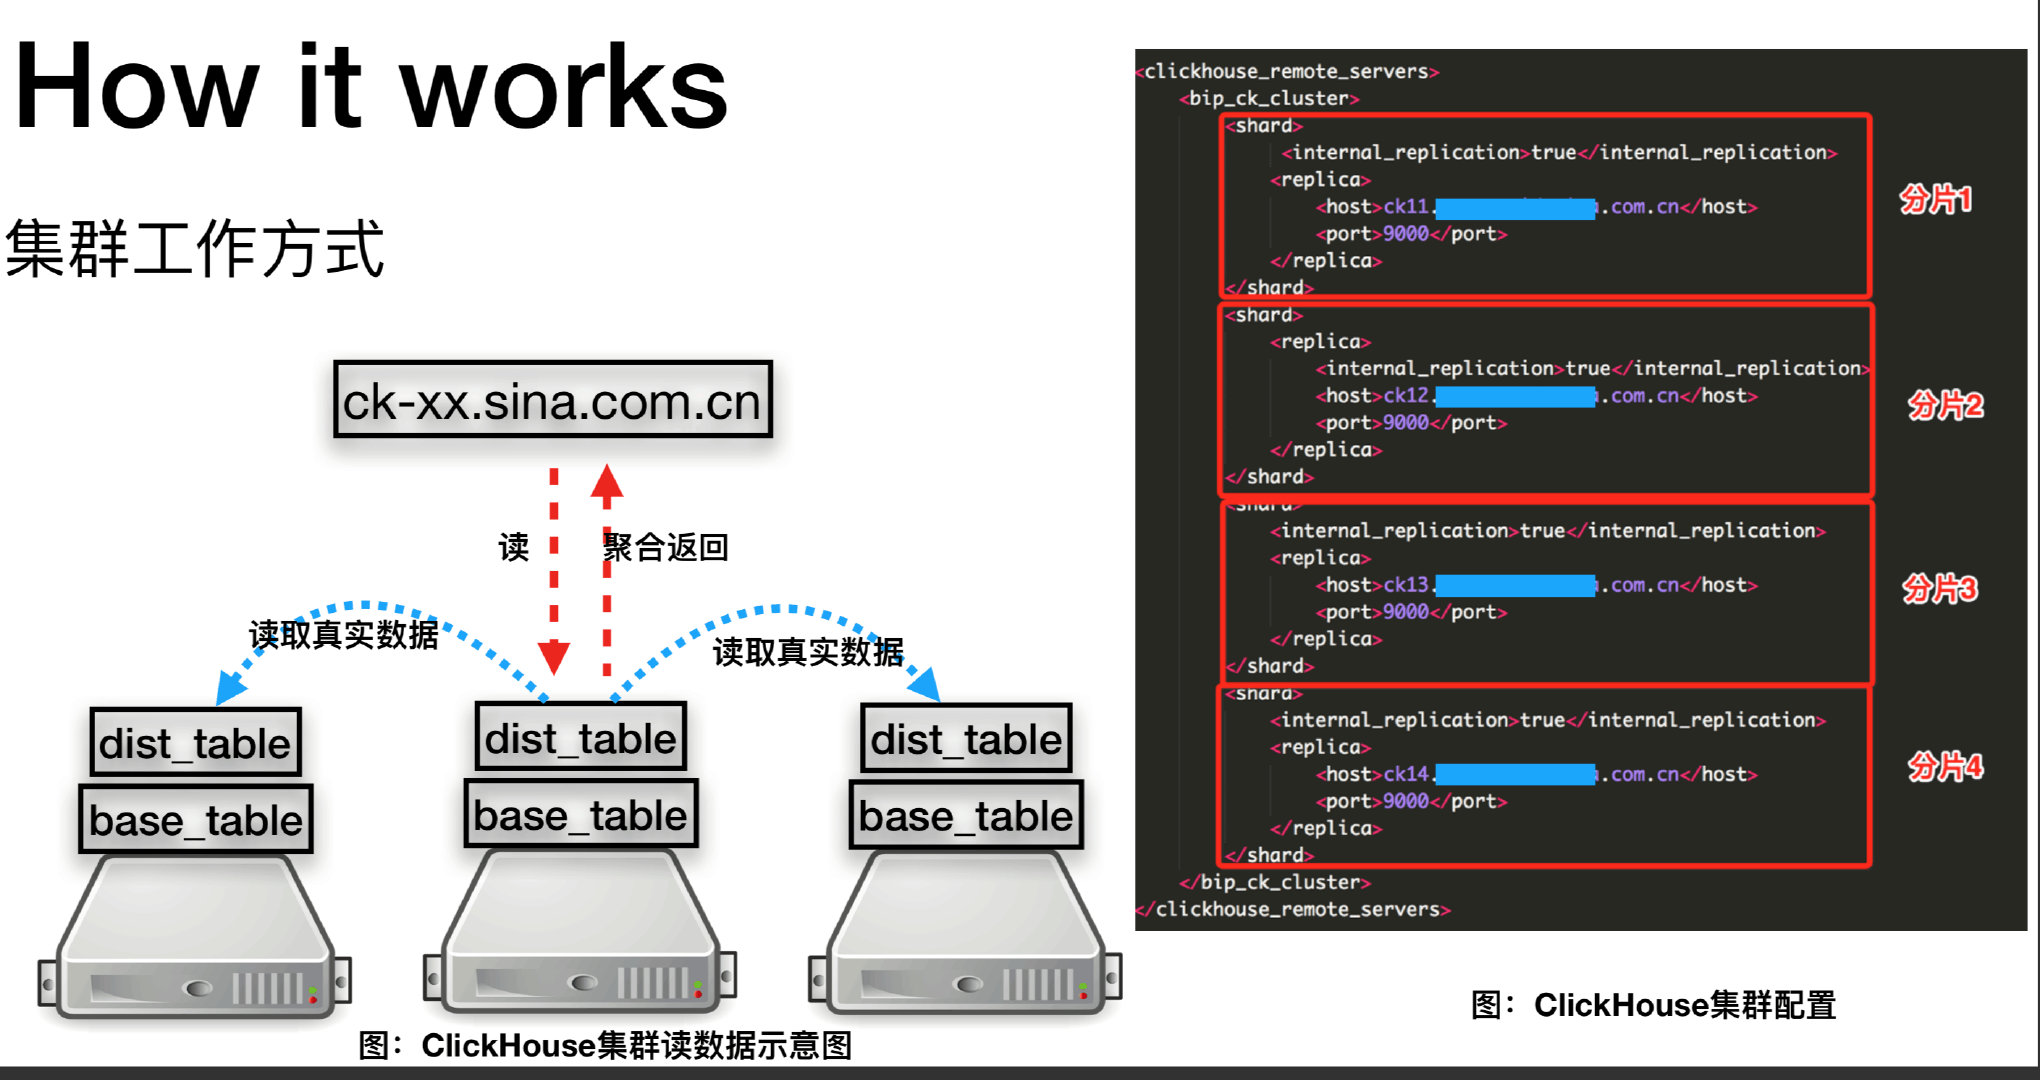 How it works
集群工作方式
ck-xx.sina.com.cn
读
聚合返回
读取真实数据
读取真实数据
dist_table
dist_table
dist_table
base_table
base_table
base_table
图：ClickHouse集群读数据示意图
<clickhouse_remote_servers>
<bip_ck_cluster>
<shard>
<internal_replication>true</internal_replication>
<replica>
<host>ck11.
.com.cn</host>
<port>9000</port>
</replica>
</shard>
分片1
<shard>
<replica>
<internal_replication>true</internal_replication>
<host>ck12.
.com.cn</host>
<port>9000</port>
</replica>
</shard>
分片2
<shard>
<internal_replication>true</internal_replication>
<replica>
<host>ck13.
.com.cn</host>
<port>9000</port>
</replica>
</shard>
分片3
<shard>
<internal_replication>true</internal_replication>
<replica>
<host>ck14.
.com.cn</host>
<port>9000</port>
</replica>
</shard>
分片4
</bip_ck_cluster>
</clickhouse_remote_servers>
图：ClickHouse集群配置